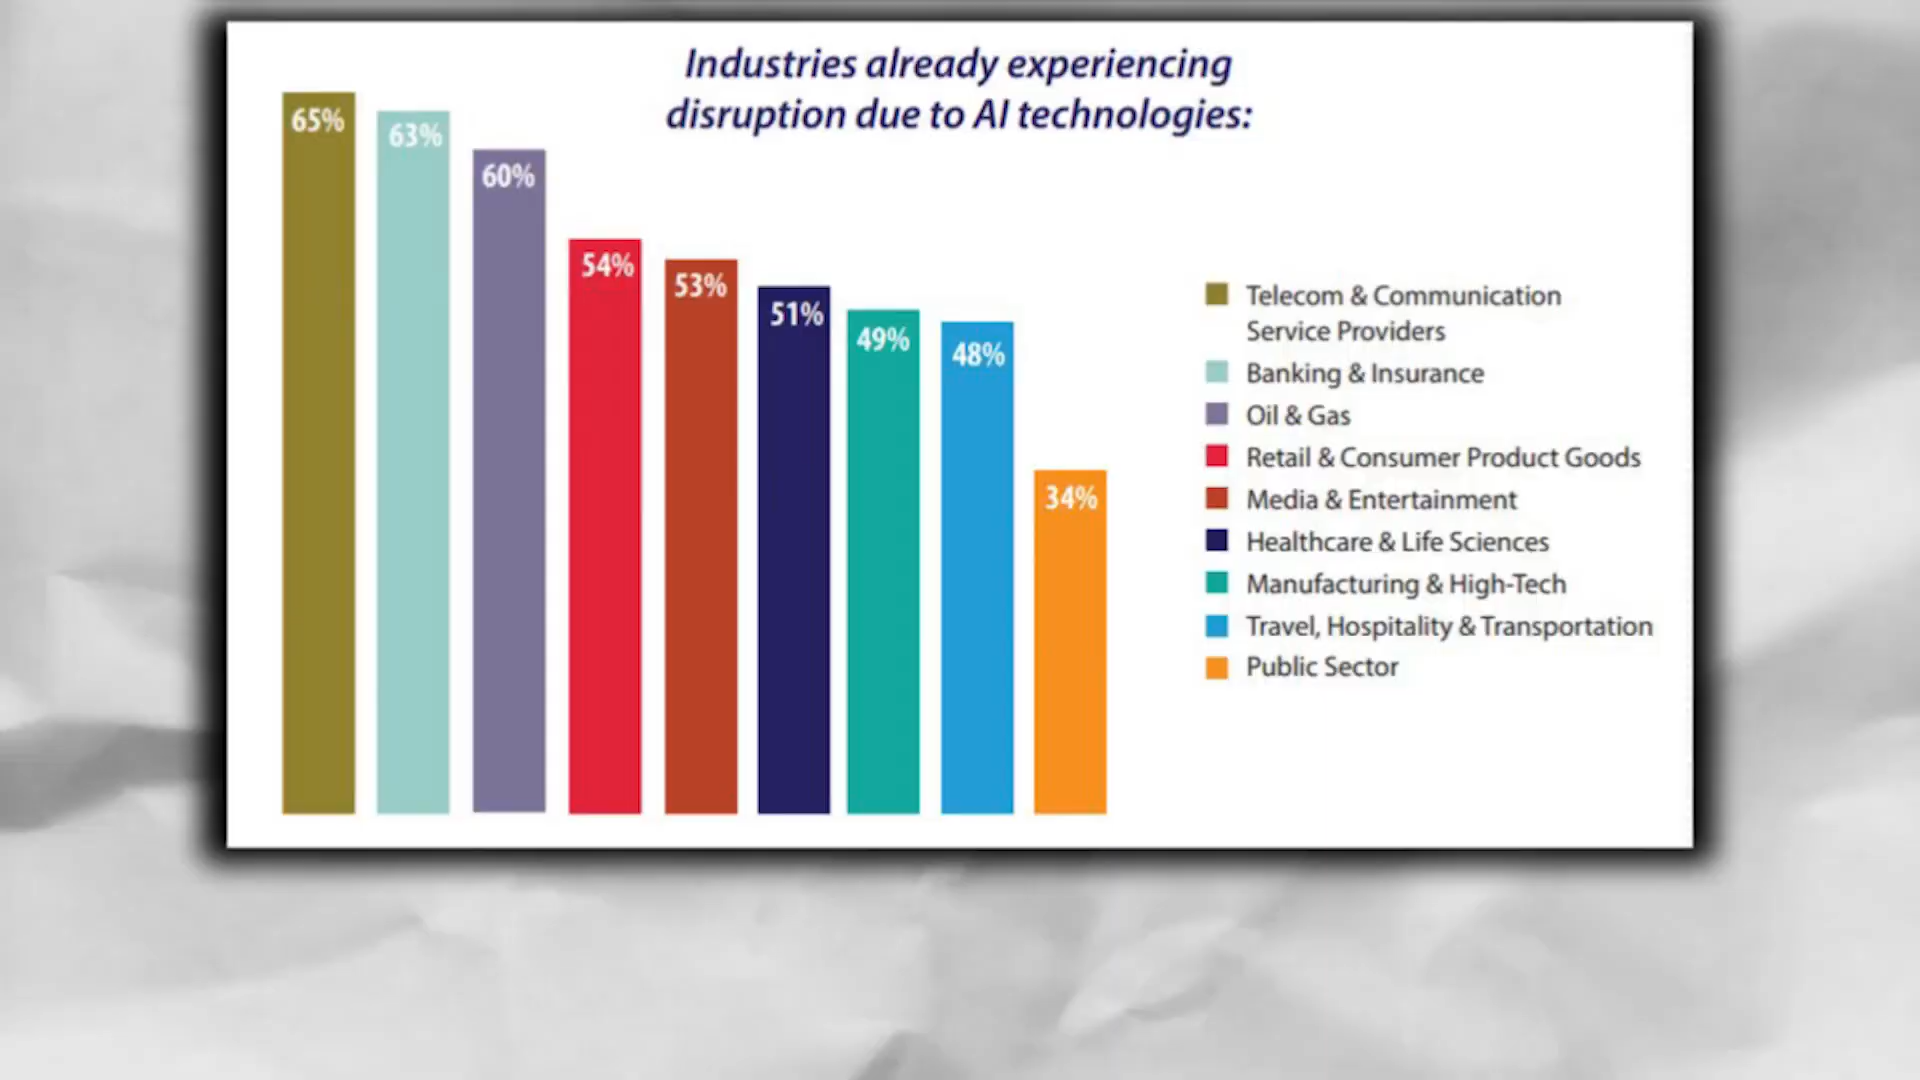 Industries already experiencing
disruption due to AI technologies:
65%
63%
60%
54%
53%
51%
49%
48%
34%
Telecom & Communication
Service Providers
Banking & Insurance
Oil & Gas
Retail & Consumer Product Goods
Media & Entertainment
Healthcare & Life Sciences
Manufacturing & High-Tech
Travel, Hospitality & Transportation
Public Sector